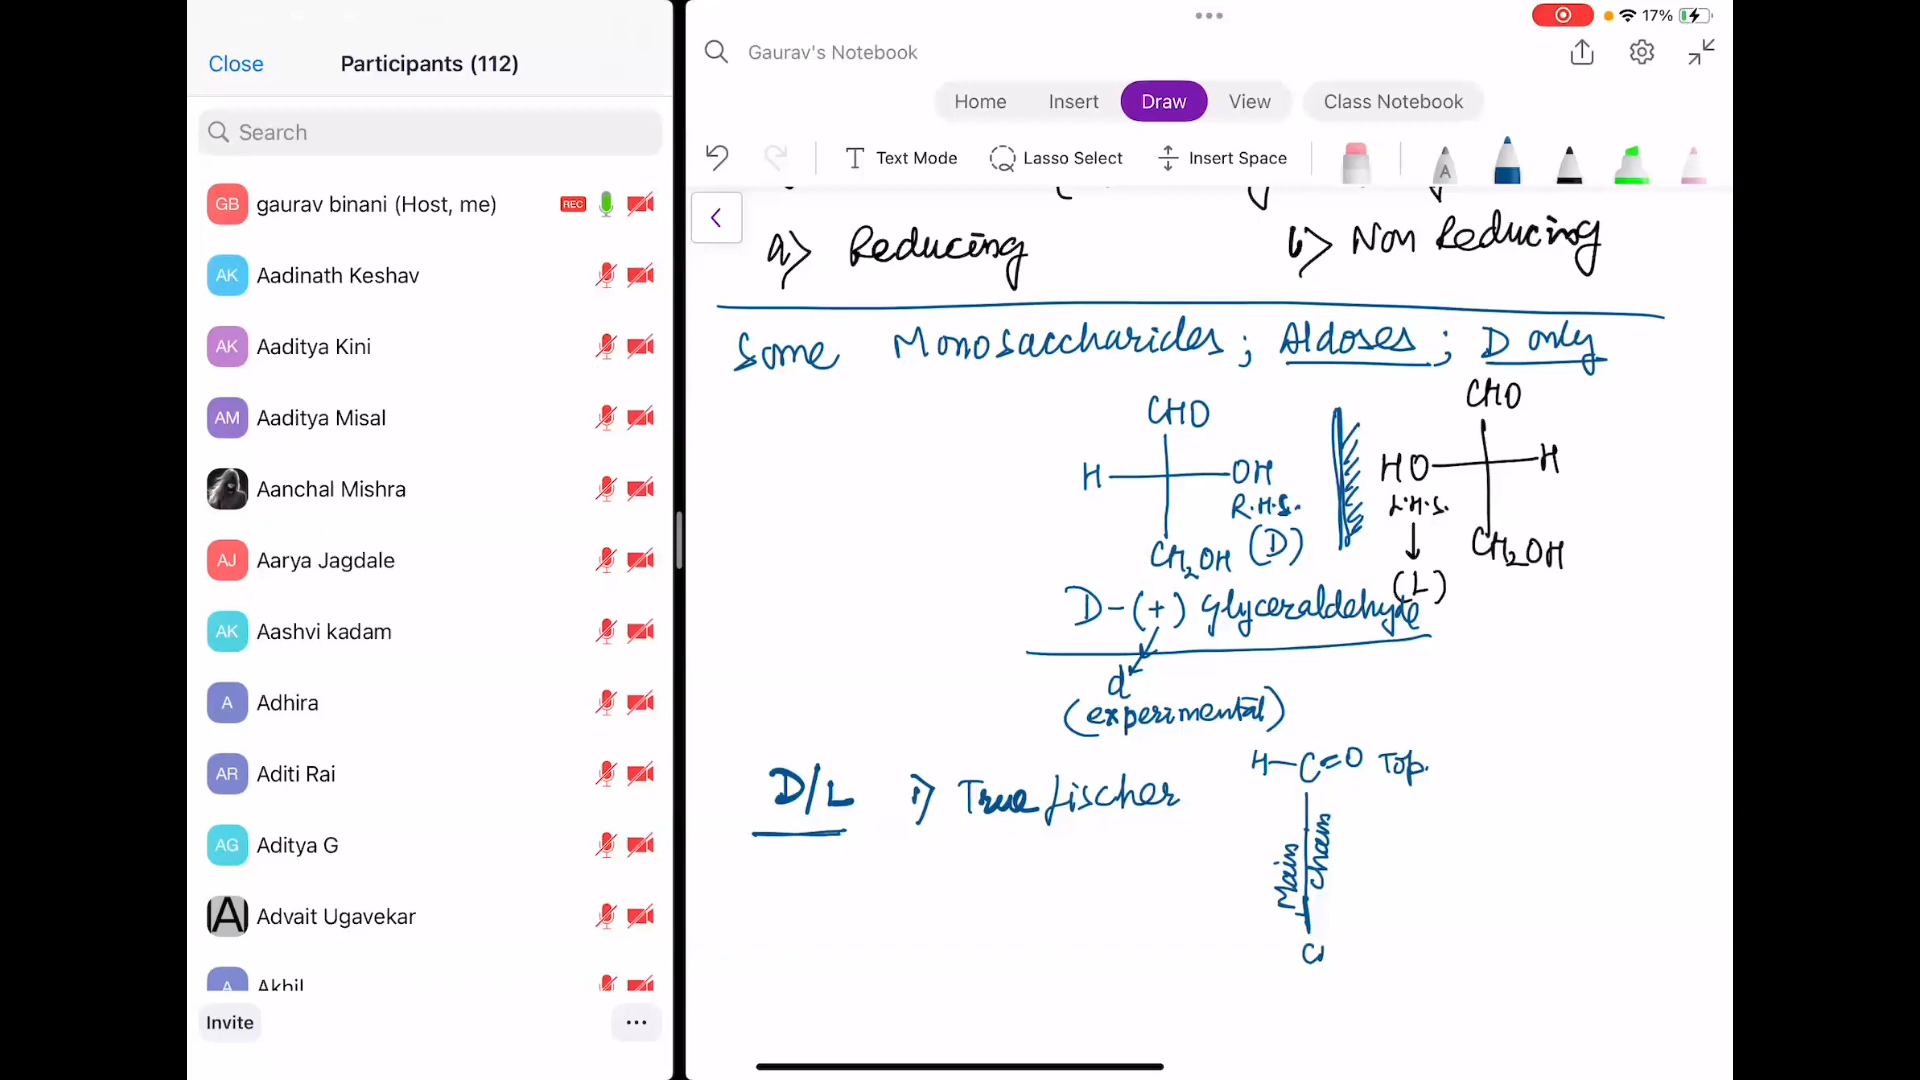 17%
Close
Participants (112)
Search
GB gaurav binani (Host, me) REC
AK Aadinath Keshav
AK Aaditya Kini
AM Aaditya Misal
Aanchal Mishra
AJ Aarya Jagdale
AK Aashvi kadam
A Adhira
AR Aditi Rai
AG Aditya G
A Advait Ugavekar
A Akhil
Invite
Gaurav's Notebook
Home Insert Draw View Class Notebook
Text Mode Lasso Select Insert Space
A
a) Reducing b) Non Reducing
Some Monosaccharides; Aldoses; D only
CHO CHO
H OH HO H
R.H.S. L.H.S.
CH2OH (D) CH2OH
(L)
D-(+) Glyceraldehyde
d
(experimental)
H-C=O Top.
D/L 1) True fischer
Main chain
C